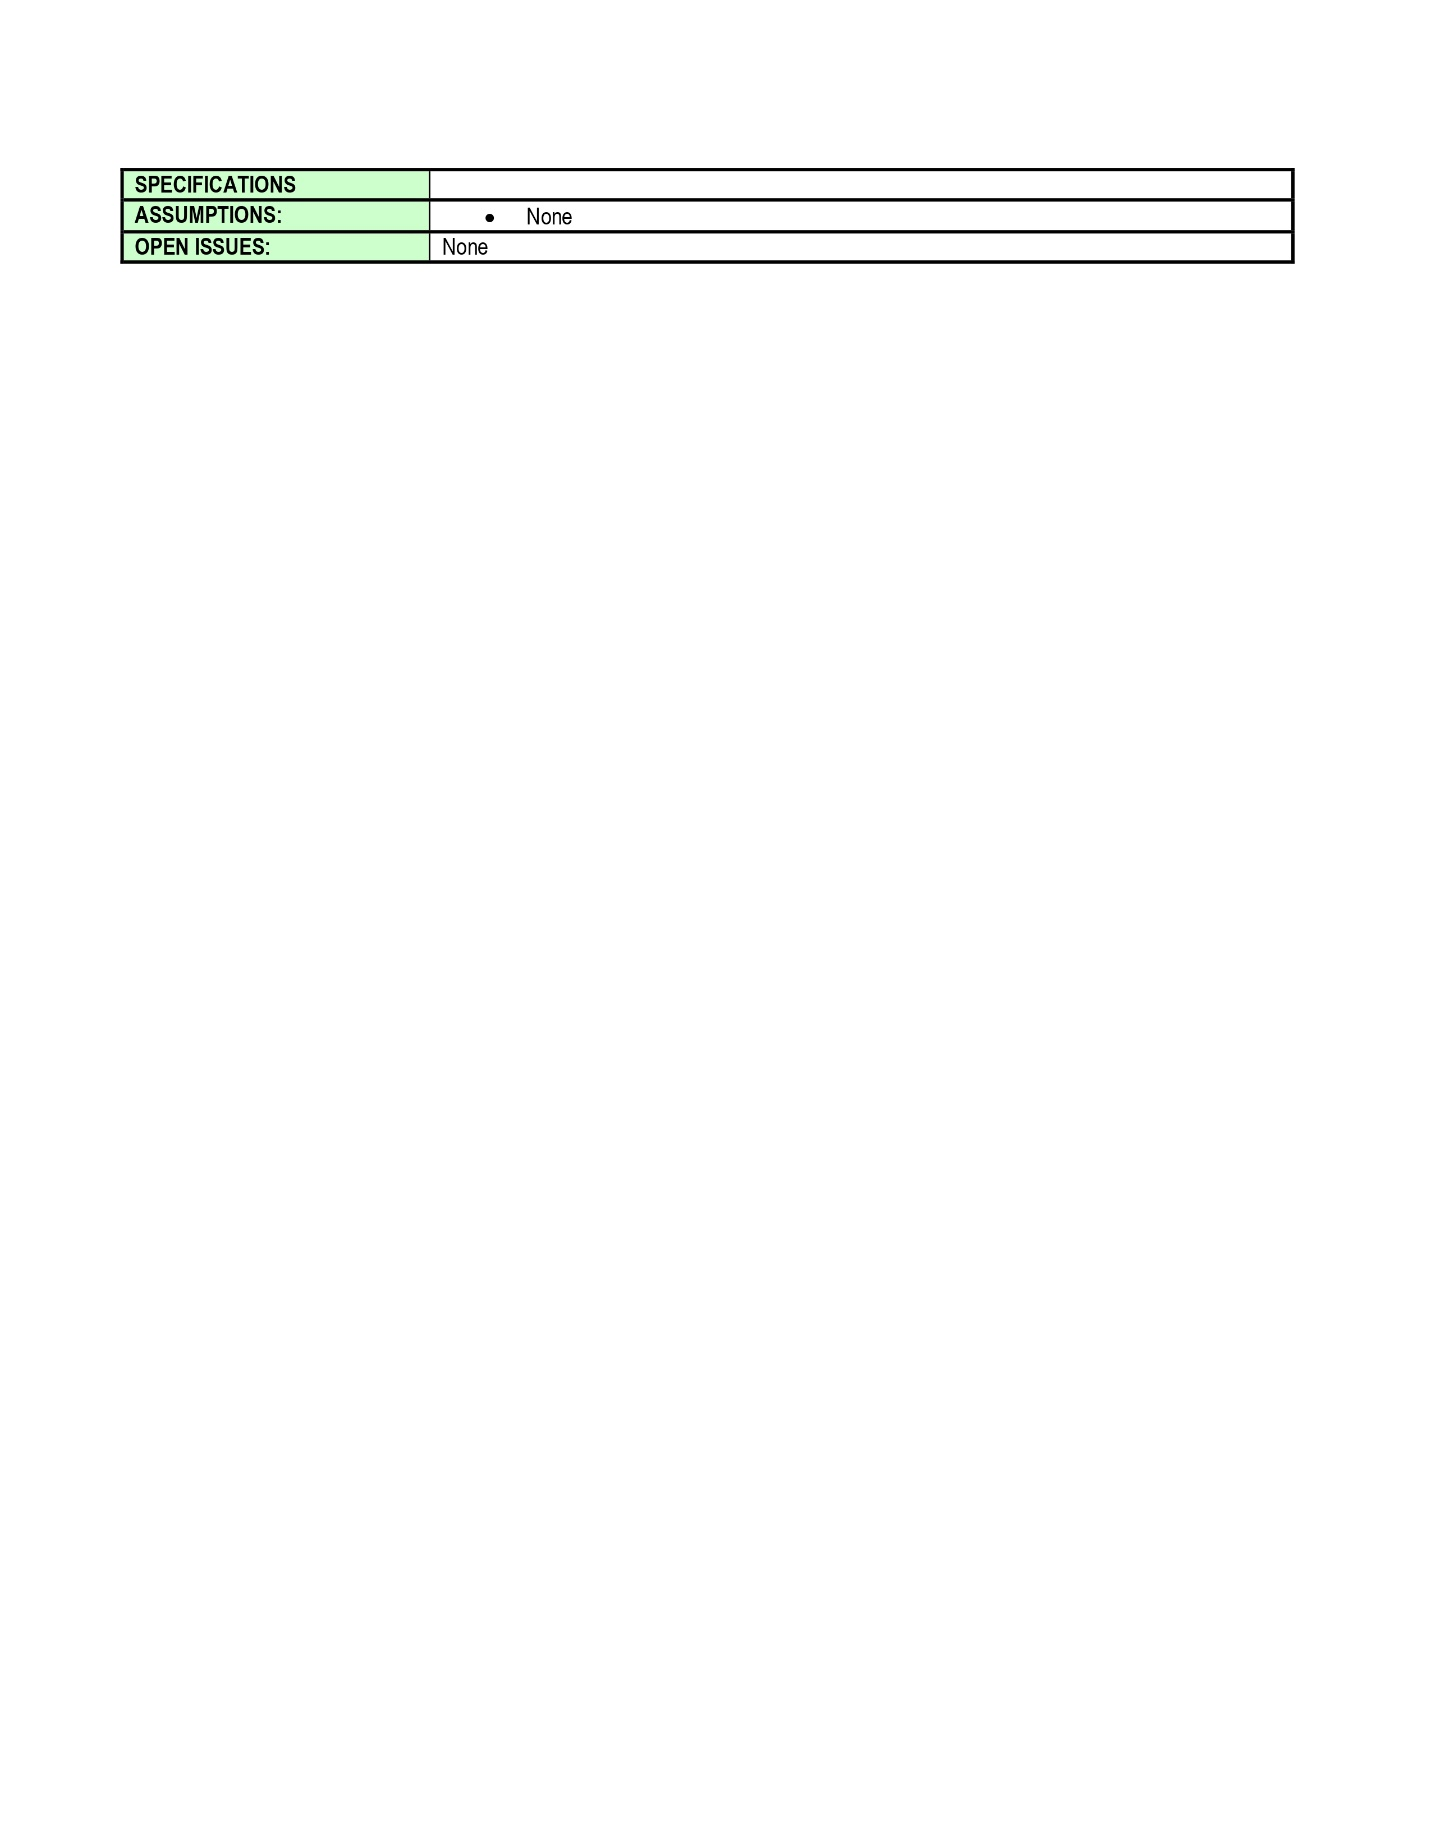 SPECIFICATIONS
ASSUMPTIONS: • None
OPEN ISSUES: None